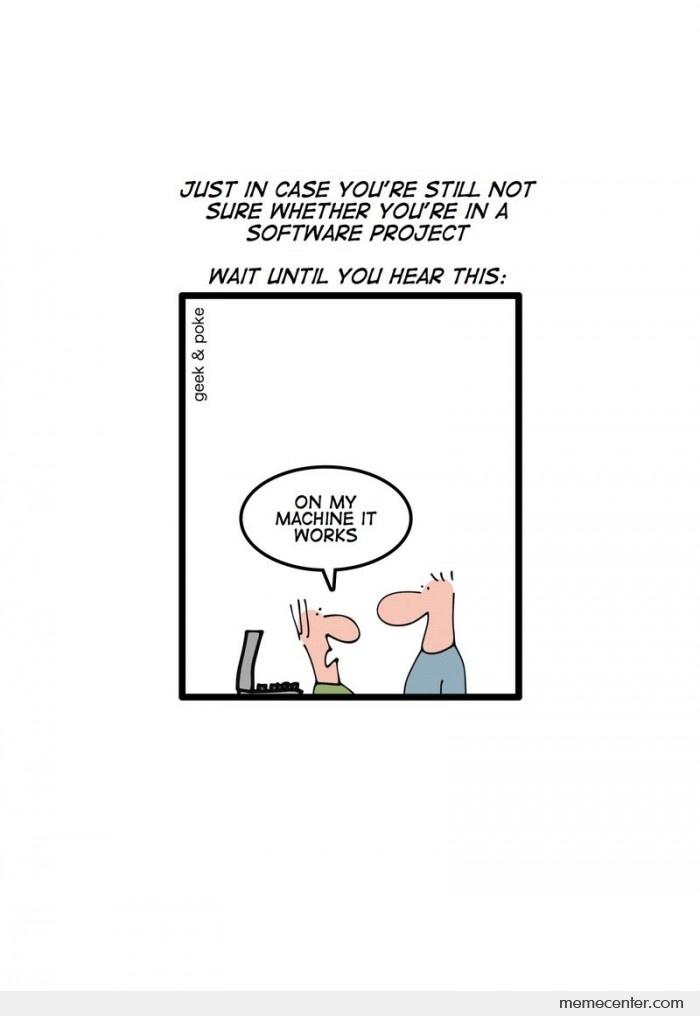 JUST IN CASE YOU'RE STILL NOT
SURE WHETHER YOU'RE IN A
SOFTWARE PROJECT
WAIT UNTIL YOU HEAR THIS:
geek & poke
ON MY
MACHINE IT
WORKS
memecenter.com